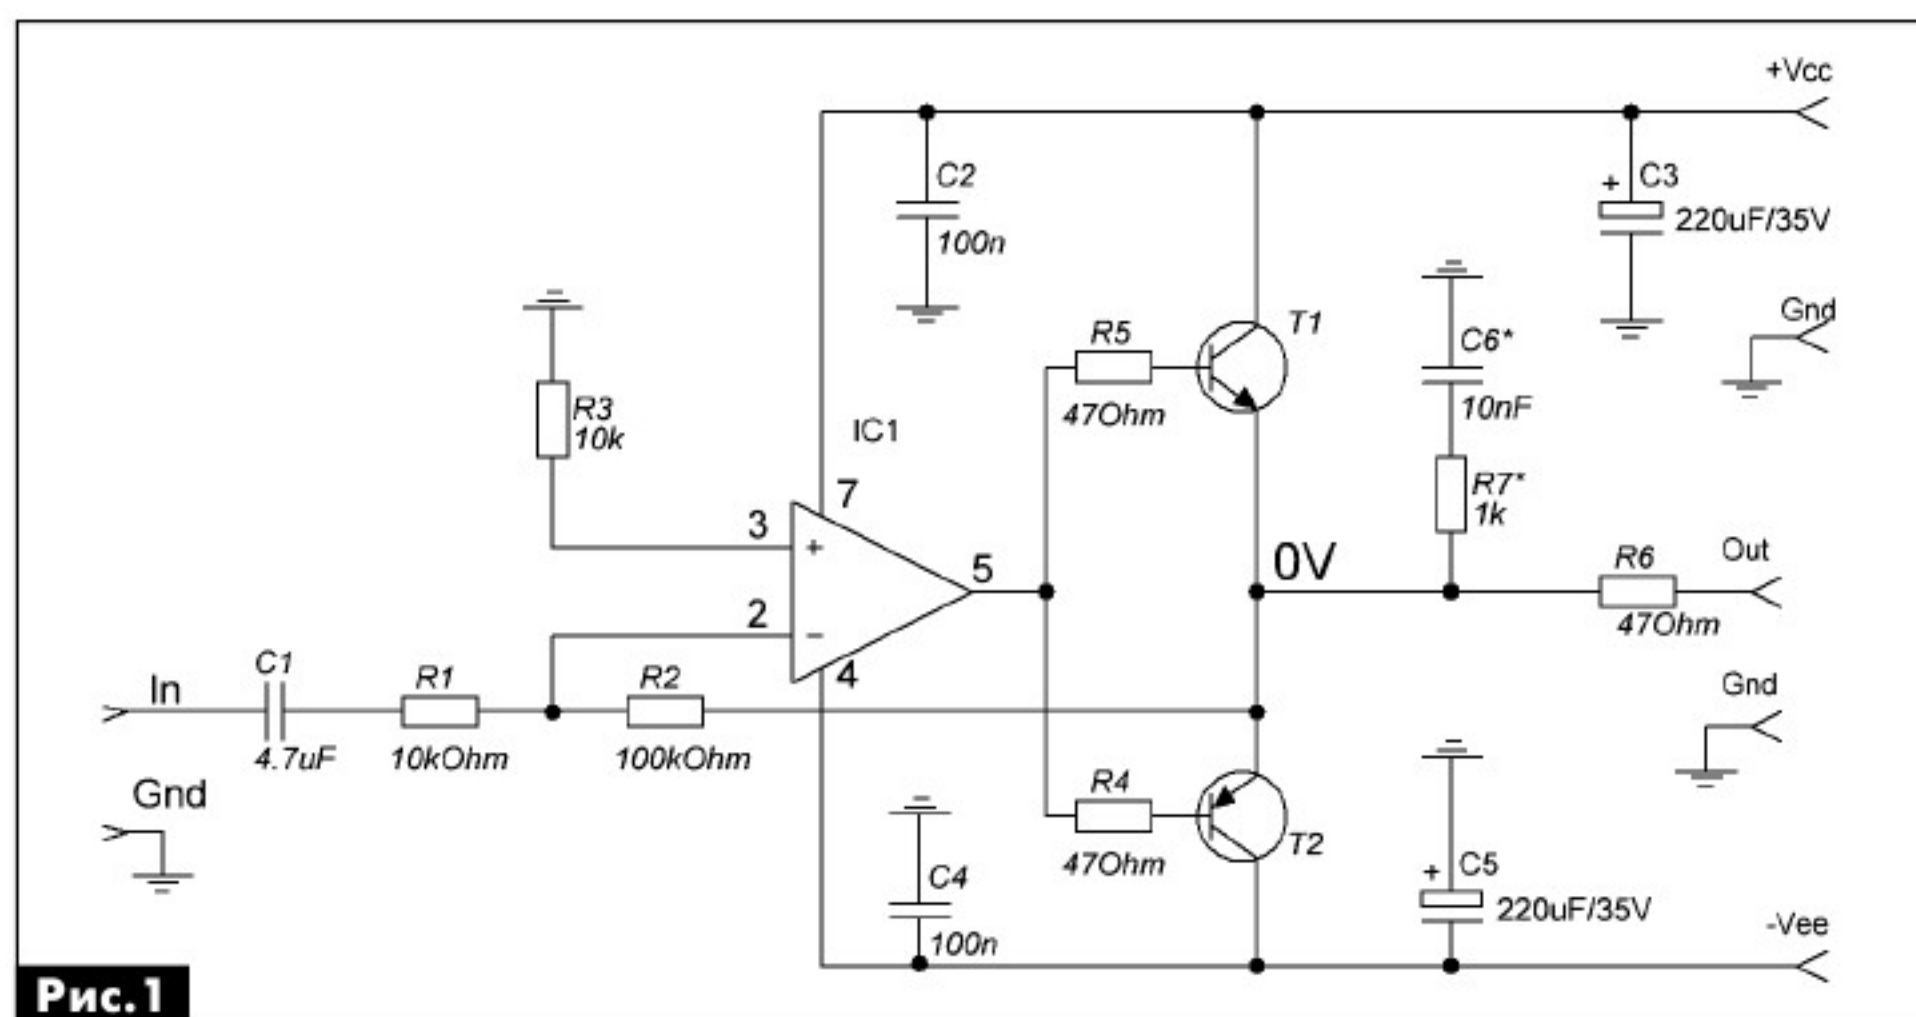 +Vcc
C2
100n
+
C3
220uF/35V
Gnd
R3
10k
IC1
R5
47Ohm
T1
C6*
10nF
R7*
1k
7
3
+
2
−
4
5
0V
R6
47Ohm
Out
Gnd
In
C1
4.7uF
R1
10kOhm
R2
100kOhm
Gnd
R4
47Ohm
T2
C4
100n
+
C5
220uF/35V
-Vee
Рис.1